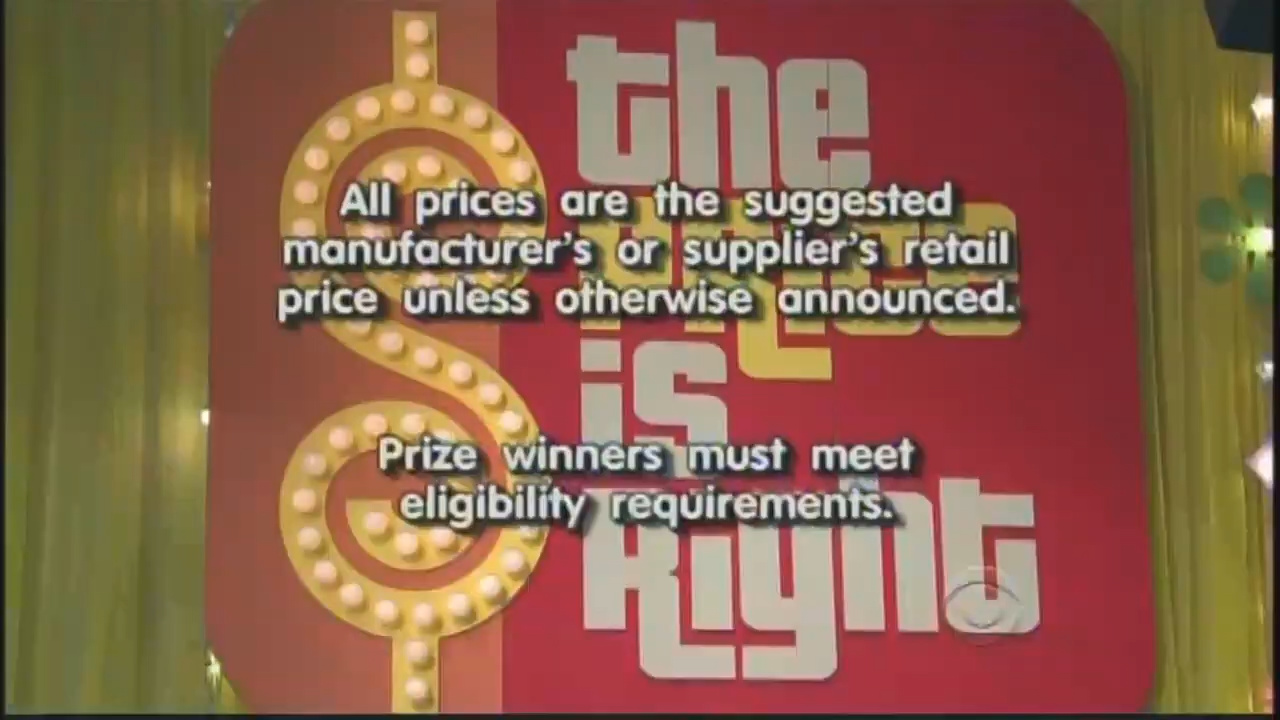 the
price
is
Right
All prices are the suggested
manufacturer's or supplier's retail
price unless otherwise announced.
Prize winners must meet
eligibility requirements.